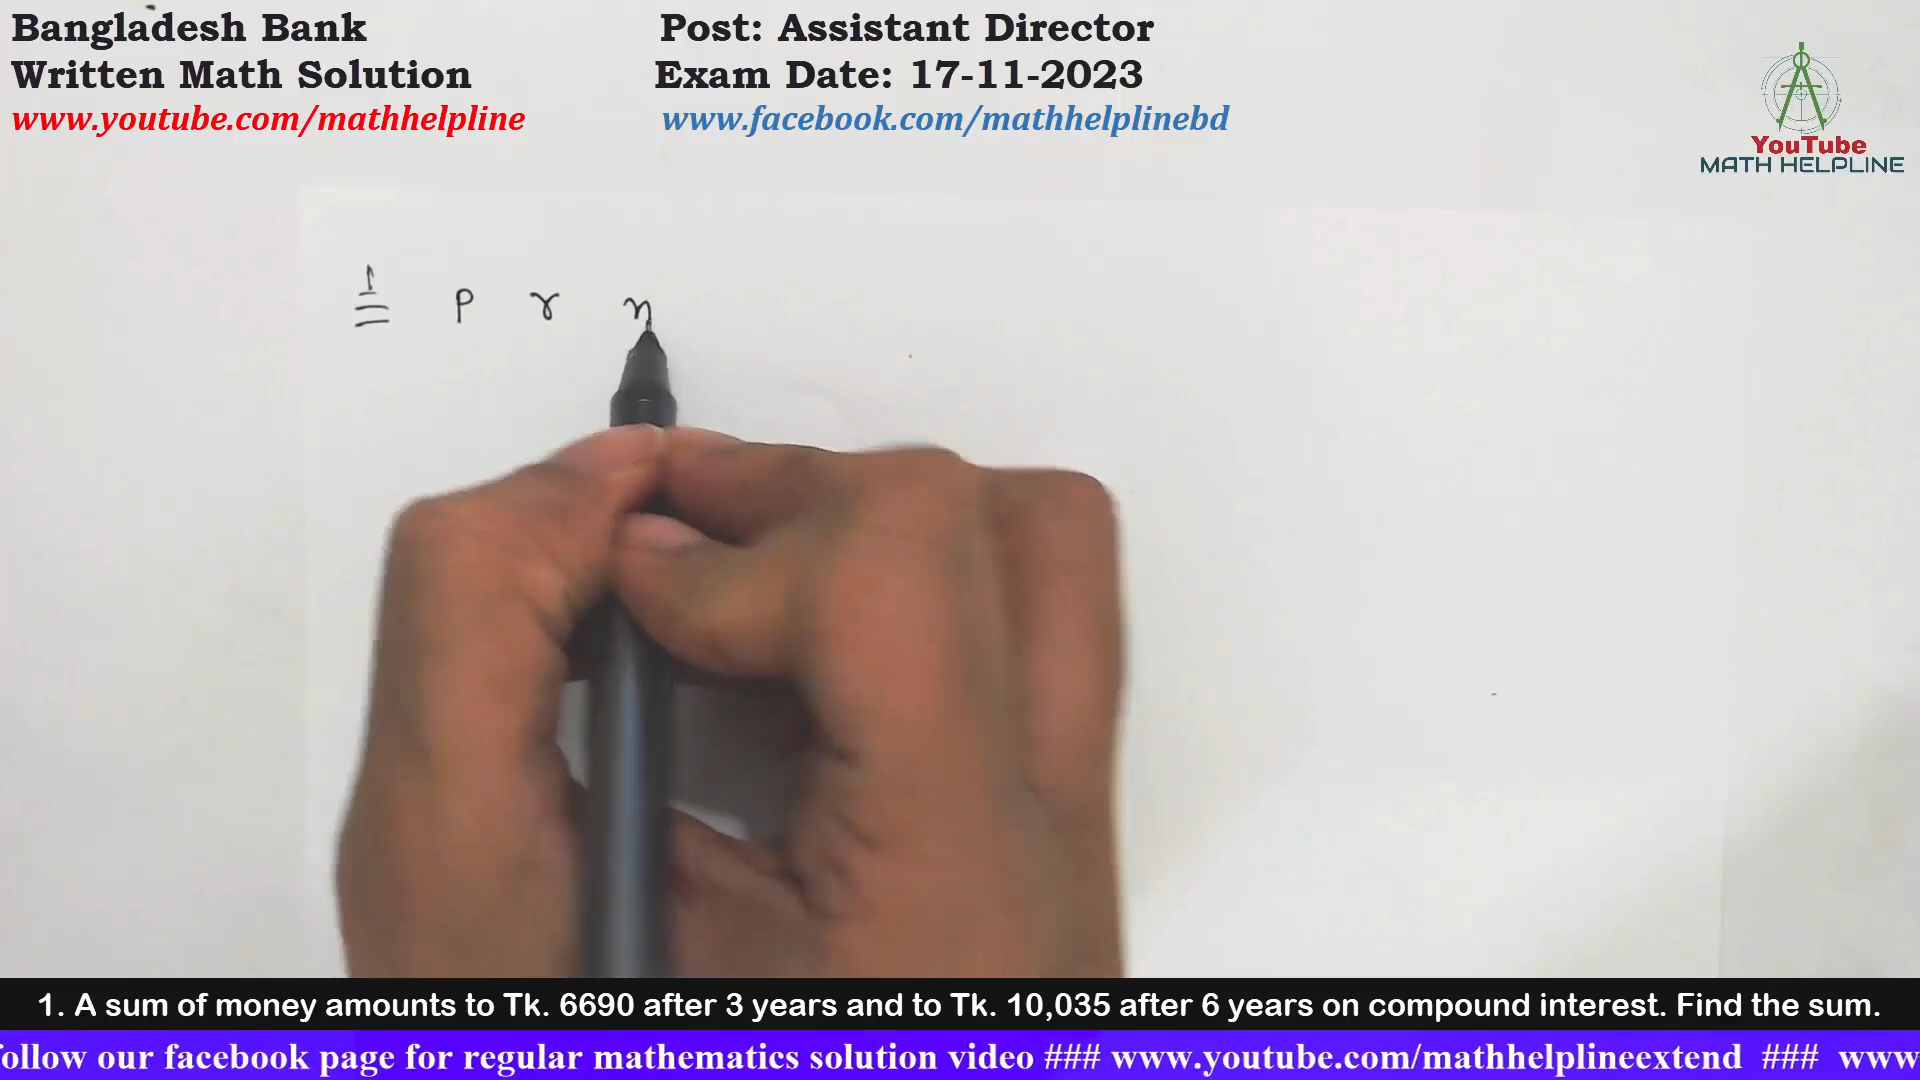 Bangladesh Bank
Post: Assistant Director
Written Math Solution
Exam Date: 17-11-2023
www.youtube.com/mathhelpline
www.facebook.com/mathhelplinebd
YouTube
MATH HELPLINE
1 P r n
1. A sum of money amounts to Tk. 6690 after 3 years and to Tk. 10,035 after 6 years on compound interest. Find the sum.
follow our facebook page for regular mathematics solution video ### www.youtube.com/mathhelplineextend ### www